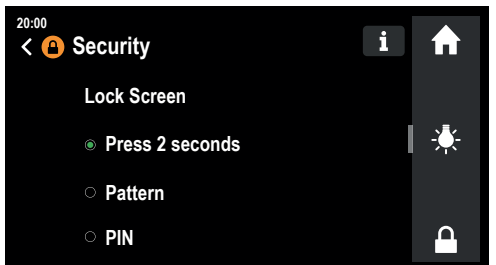 20:00
Security
i
Lock Screen
Press 2 seconds
Pattern
PIN